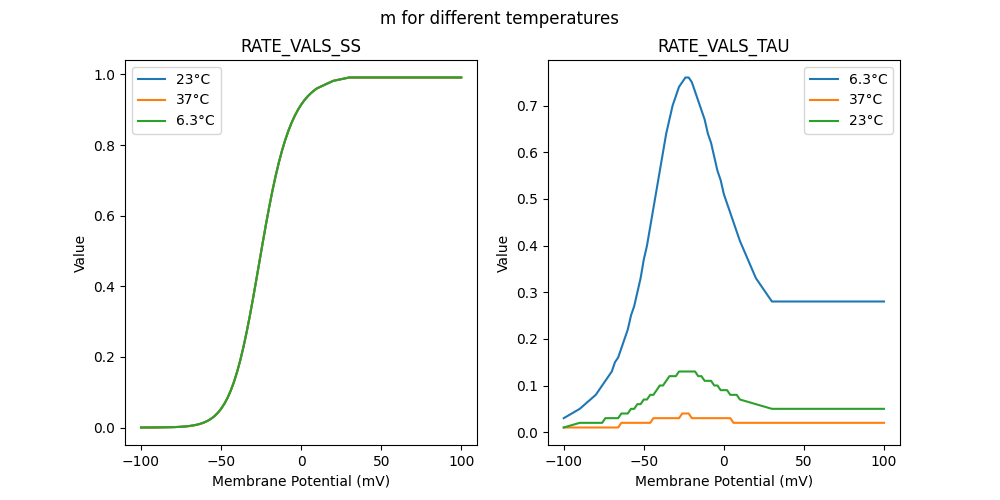 m for different temperatures
RATE_VALS_SS
1.0
0.8
0.6
0.4
0.2
0.0
Value
23°C
37°C
6.3°C
−100
−50
0
50
100
Membrane Potential (mV)
RATE_VALS_TAU
0.7
0.6
0.5
0.4
0.3
0.2
0.1
0.0
Value
6.3°C
37°C
23°C
−100
−50
0
50
100
Membrane Potential (mV)